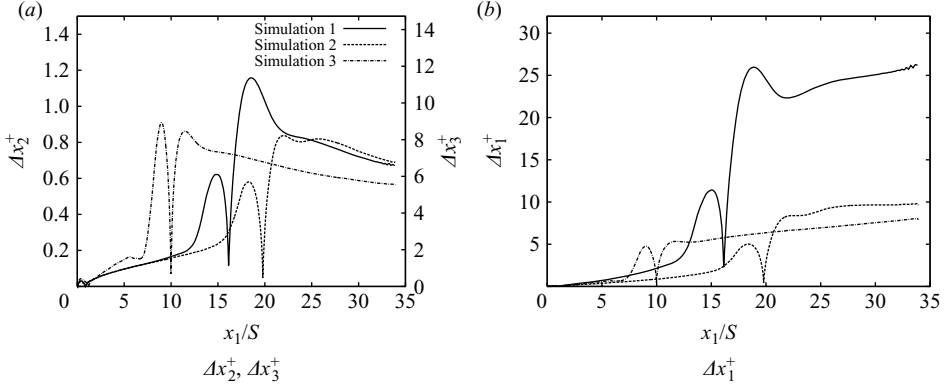 (a)
1.4
1.2
1.0
0.8
0.6
0.4
0.2
Δx₂⁺
Simulation 1
Simulation 2
Simulation 3
14
12
10
8
6
4
2
0
Δx₃⁺
0 5 10 15 20 25 30 35
x₁/S
Δx₂⁺, Δx₃⁺
(b)
30
25
20
15
10
5
Δx₁⁺
0 5 10 15 20 25 30 35
x₁/S
Δx₁⁺